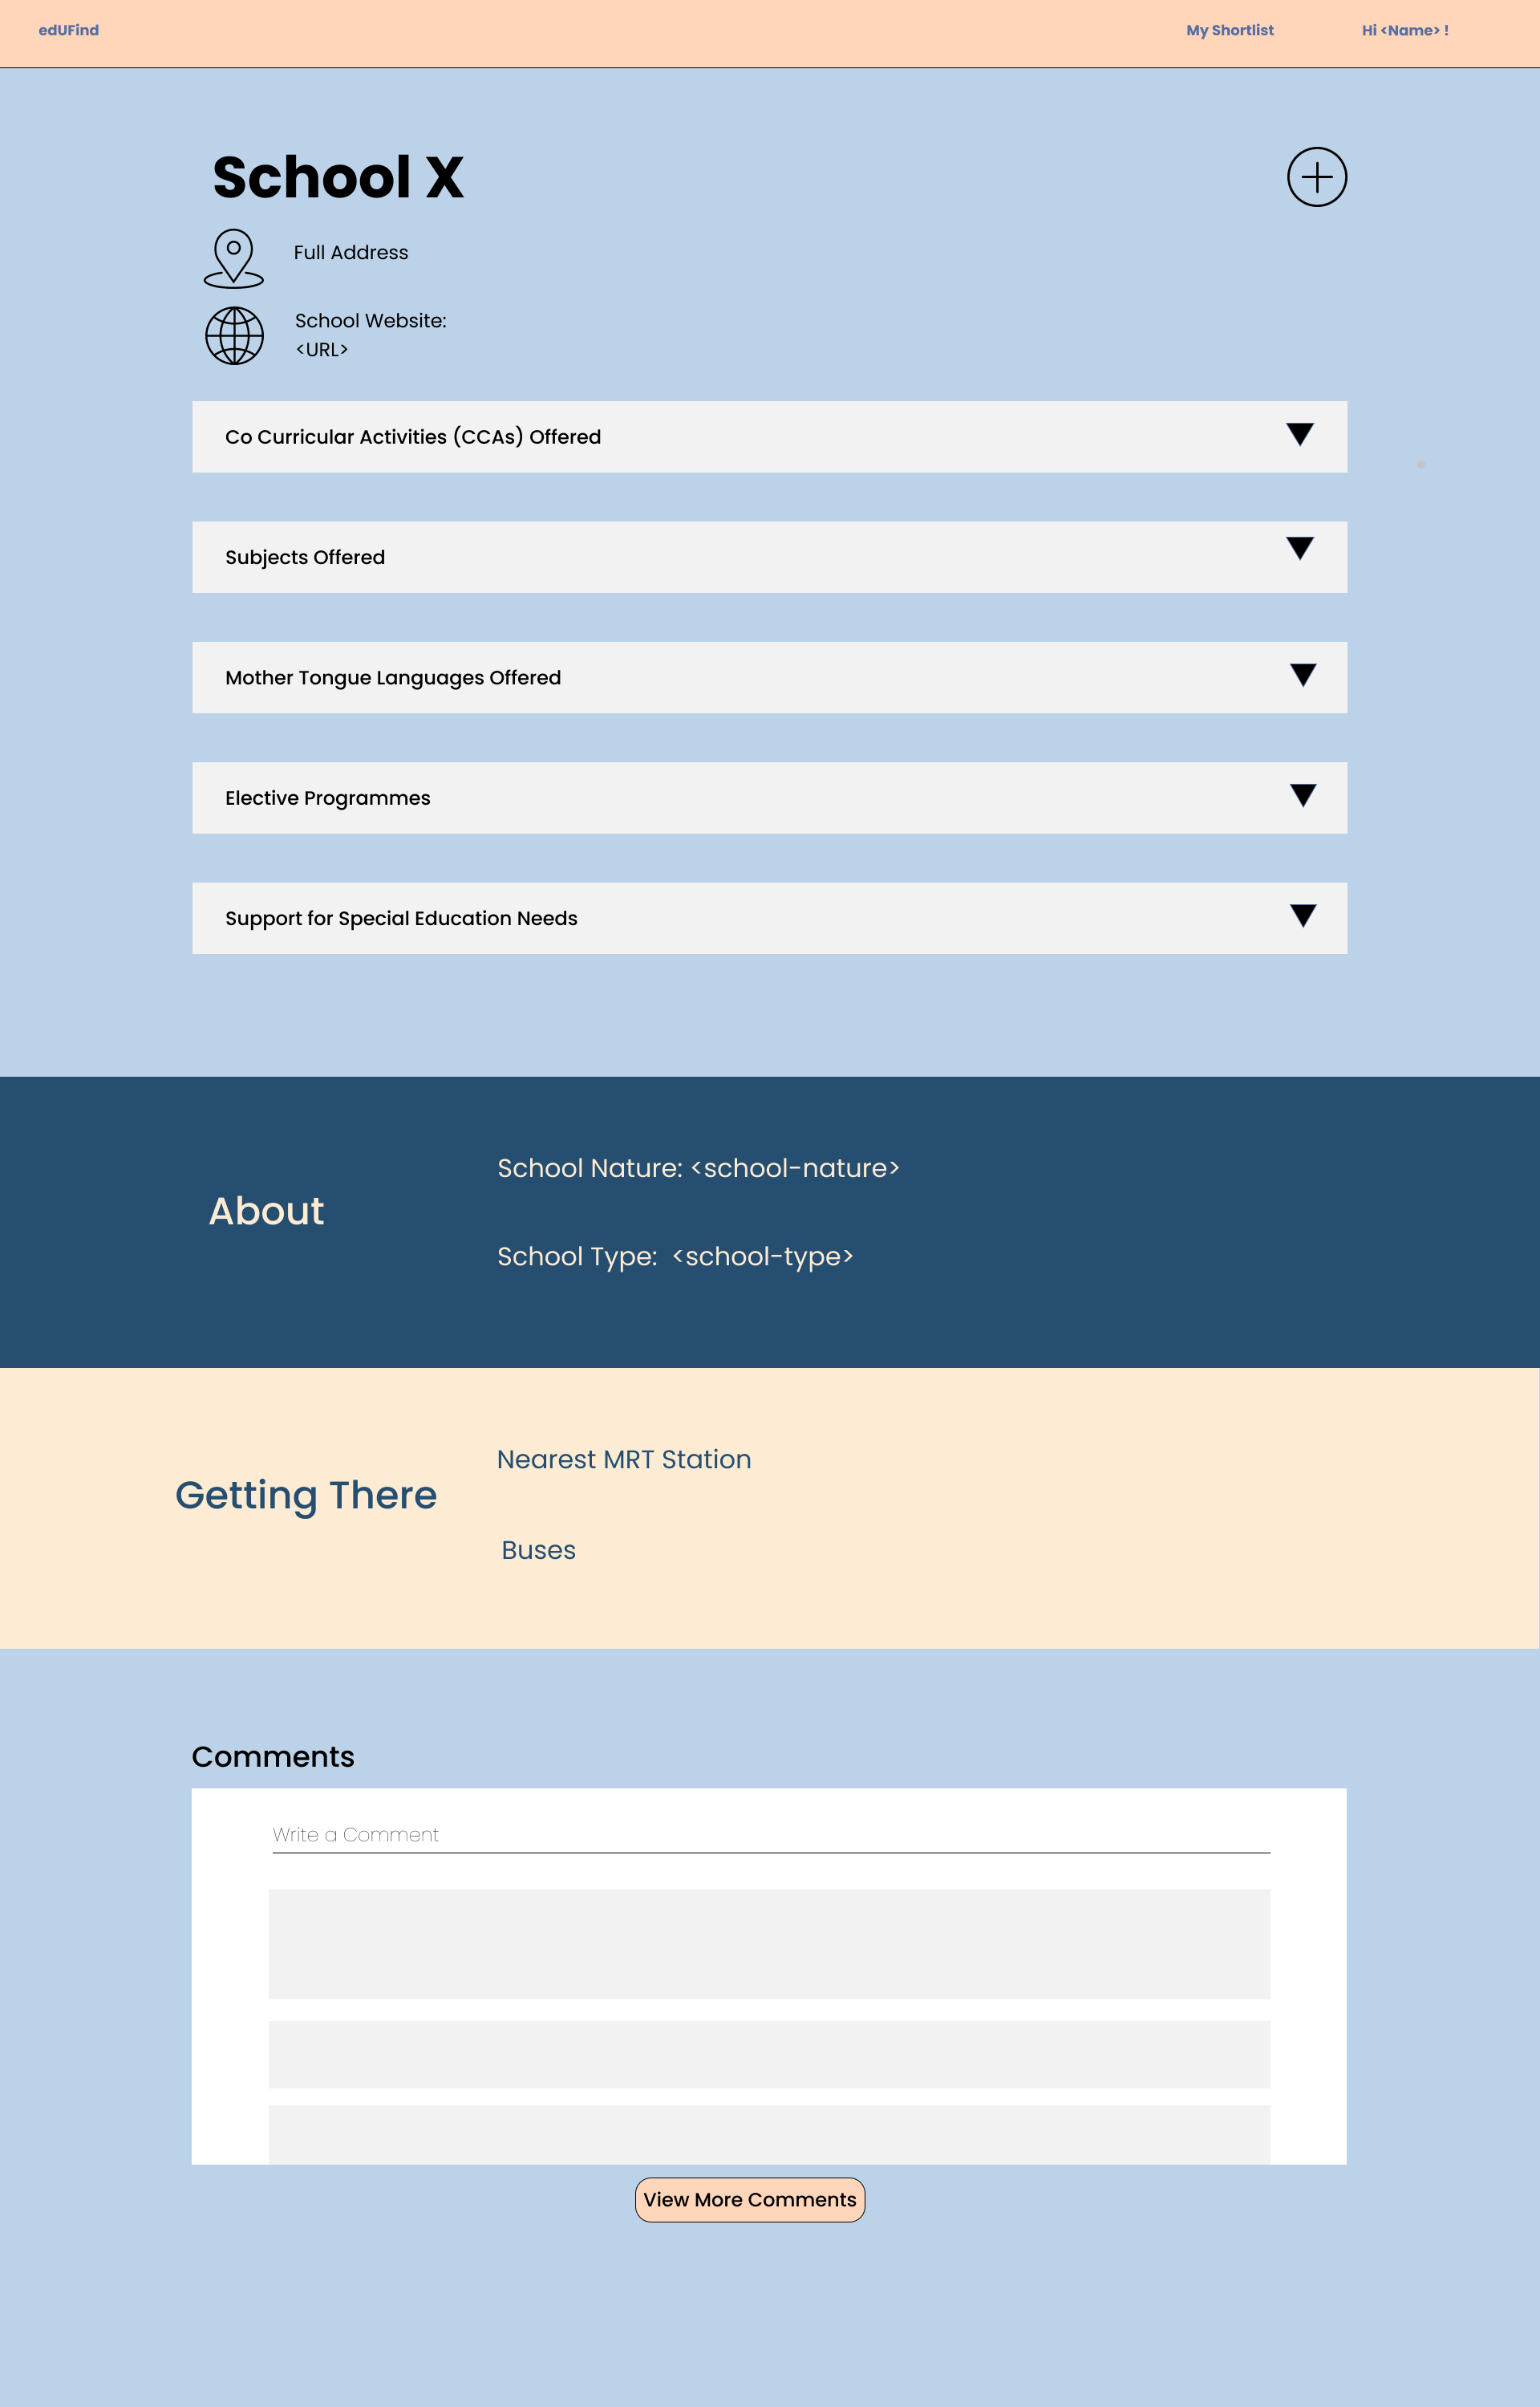 edUFind
My Shortlist
Hi <Name> !
School X
Full Address
School Website:
<URL>
Co Curricular Activities (CCAs) Offered
Subjects Offered
Mother Tongue Languages Offered
Elective Programmes
Support for Special Education Needs
About
School Nature: <school-nature>
School Type:  <school-type>
Getting There
Nearest MRT Station
Buses
Comments
Write a Comment
View More Comments